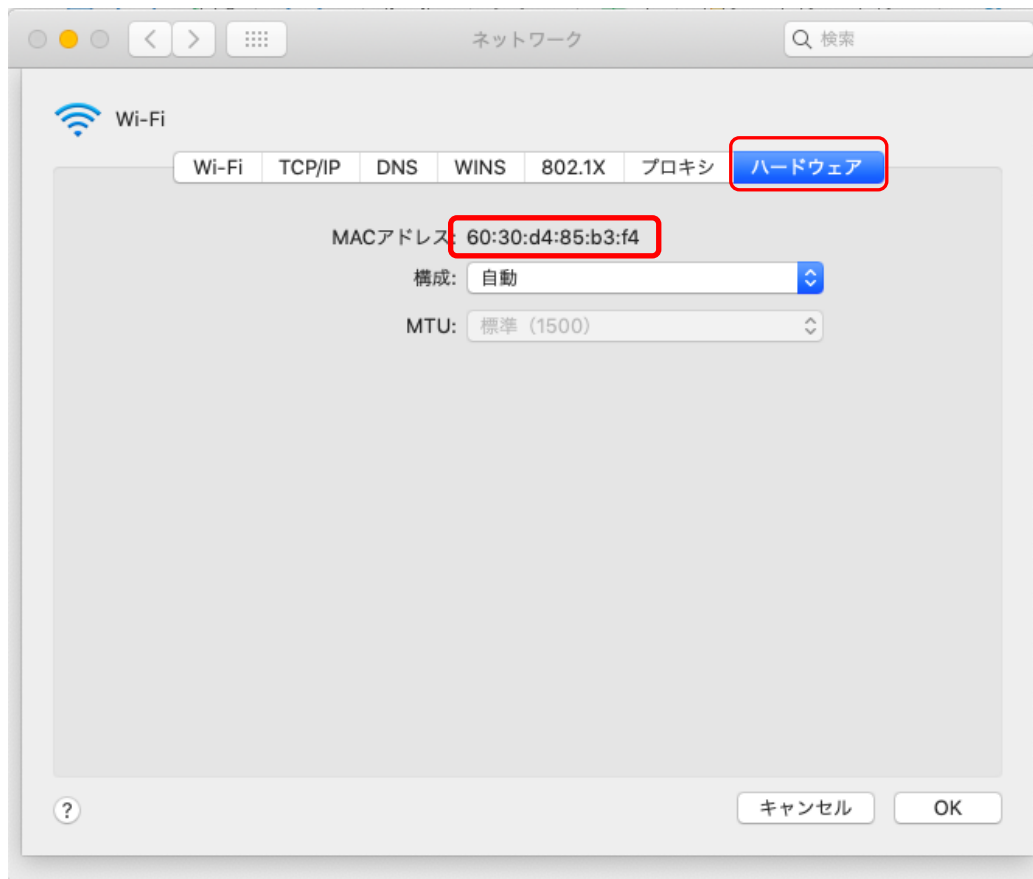 ネットワーク
検索
Wi-Fi
Wi-Fi TCP/IP DNS WINS 802.1X プロキシ ハードウェア
MACアドレス: 60:30:d4:85:b3:f4
構成: 自動
MTU: 標準（1500）
? キャンセル OK